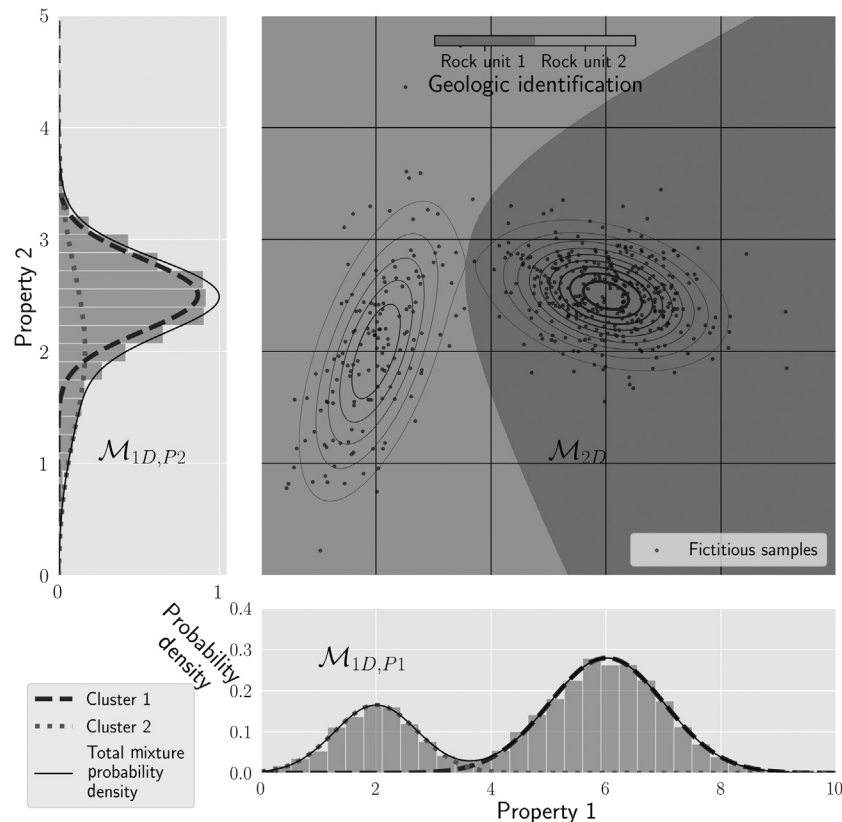 5
4
3
2
1
0
Property 2
0
1
Probability
density
M1D,P2
Rock unit 1
Rock unit 2
Geologic identification
M2D
Fictitious samples
0.4
0.3
0.2
0.1
0.0
M1D,P1
0
2
4
6
8
10
Property 1
Cluster 1
Cluster 2
Total mixture
probability
density